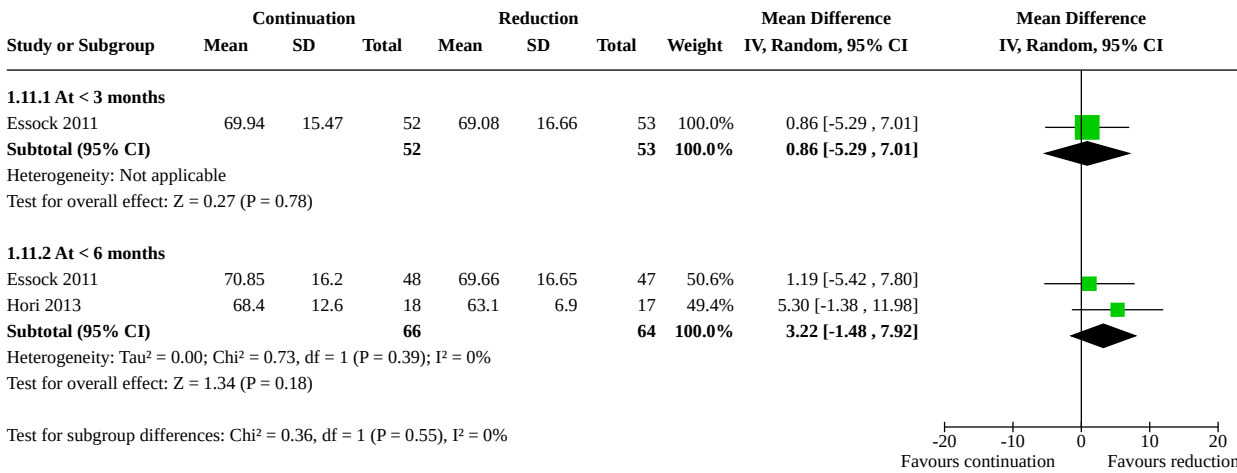 Continuation Reduction Mean Difference Mean Difference
Study or Subgroup Mean SD Total Mean SD Total Weight IV, Random, 95% CI IV, Random, 95% CI
1.11.1 At < 3 months
Essock 2011 69.94 15.47 52 69.08 16.66 53 100.0% 0.86 [-5.29 , 7.01]
Subtotal (95% CI) 52 53 100.0% 0.86 [-5.29 , 7.01]
Heterogeneity: Not applicable
Test for overall effect: Z = 0.27 (P = 0.78)
1.11.2 At < 6 months
Essock 2011 70.85 16.2 48 69.66 16.65 47 50.6% 1.19 [-5.42 , 7.80]
Hori 2013 68.4 12.6 18 63.1 6.9 17 49.4% 5.30 [-1.38 , 11.98]
Subtotal (95% CI) 66 64 100.0% 3.22 [-1.48 , 7.92]
Heterogeneity: Tau² = 0.00; Chi² = 0.73, df = 1 (P = 0.39); I² = 0%
Test for overall effect: Z = 1.34 (P = 0.18)
Test for subgroup differences: Chi² = 0.36, df = 1 (P = 0.55), I² = 0%
-20 -10 0 10 20
Favours continuation Favours reduction